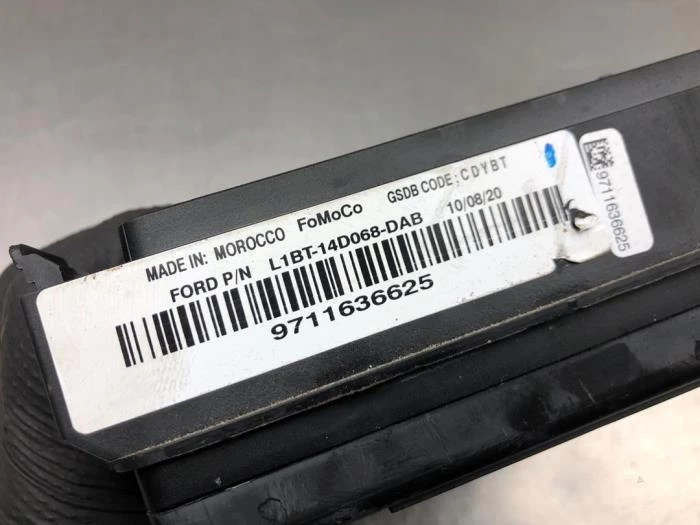 MADE IN: MOROCCO FoMoCo GSDB CODE:CDYBT
FORD P/N L1BT-14D068-DAB 10/08/20
9711636625
9711636625